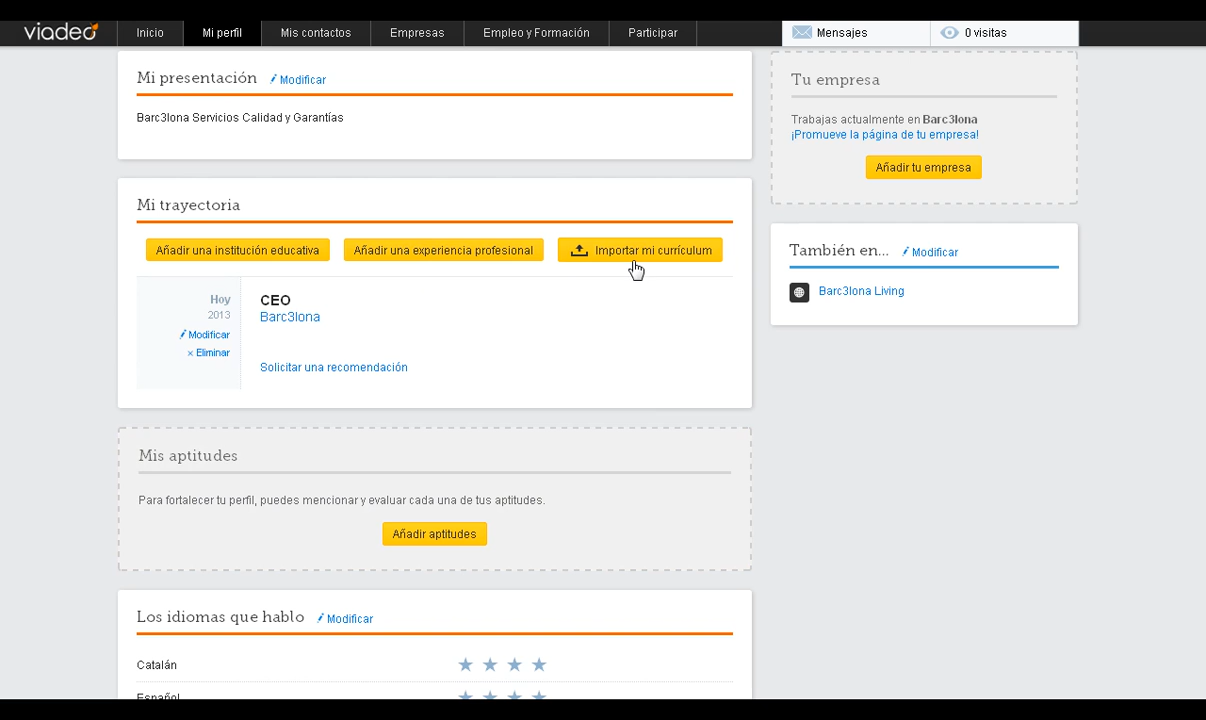 viadeo
Inicio
Mi perfil
Mis contactos
Empresas
Empleo y Formación
Participar
Mensajes
0 visitas
Mi presentación
Modificar
Barc3lona Servicios Calidad y Garantías
Mi trayectoria
Añadir una institución educativa
Añadir una experiencia profesional
Importar mi currículum
Hoy
2013
Modificar
× Eliminar
CEO
Barc3lona
Solicitar una recomendación
Mis aptitudes
Para fortalecer tu perfil, puedes mencionar y evaluar cada una de tus aptitudes.
Añadir aptitudes
Los idiomas que hablo
Modificar
Catalán
Español
Tu empresa
Trabajas actualmente en Barc3lona
¡Promueve la página de tu empresa!
Añadir tu empresa
También en...
Modificar
Barc3lona Living